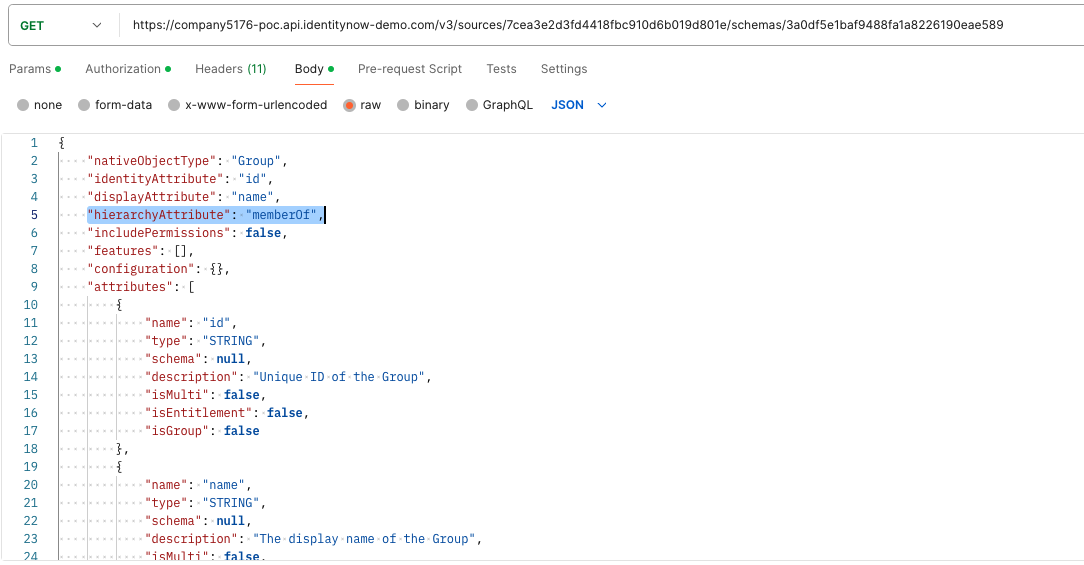 GET https://company5176-poc.api.identitynow-demo.com/v3/sources/7cea3e2d3fd4418fbc910d6b019d801e/schemas/3a0df5e1baf9488fa1a8226190eae589
Params Authorization Headers (11) Body Pre-request Script Tests Settings
none form-data x-www-form-urlencoded raw binary GraphQL JSON
1 {
2 "nativeObjectType": "Group",
3 "identityAttribute": "id",
4 "displayAttribute": "name",
5 "hierarchyAttribute": "memberOf",
6 "includePermissions": false,
7 "features": [],
8 "configuration": {},
9 "attributes": [
10 {
11 "name": "id",
12 "type": "STRING",
13 "schema": null,
14 "description": "Unique ID of the Group",
15 "isMulti": false,
16 "isEntitlement": false,
17 "isGroup": false
18 },
19 {
20 "name": "name",
21 "type": "STRING",
22 "schema": null,
23 "description": "The display name of the Group",
24 "isMulti": false,